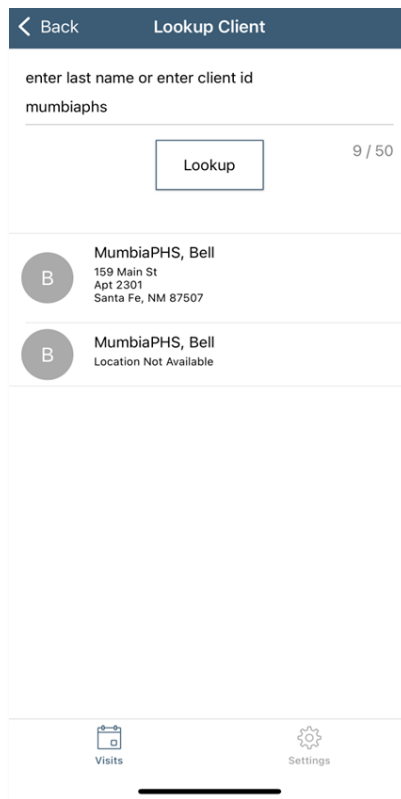 Back
Lookup Client
enter last name or enter client id
mumbiaphs
9 / 50
Lookup
B
MumbiaPHS, Bell
159 Main St
Apt 2301
Santa Fe, NM 87507
B
MumbiaPHS, Bell
Location Not Available
Visits
Settings